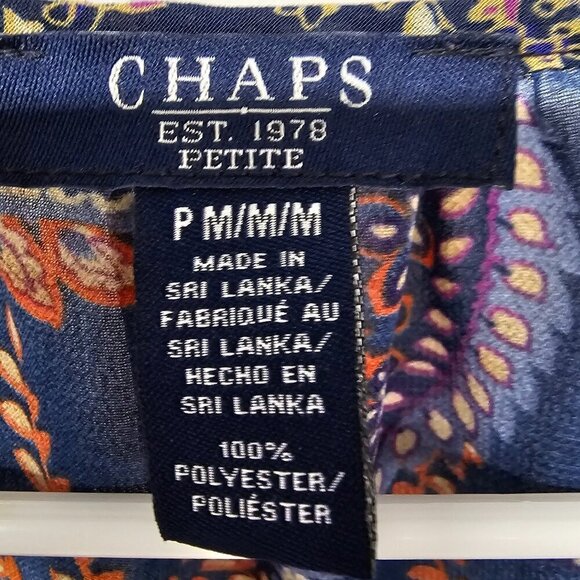 CHAPS
EST. 1978
PETITE
P M/M/M
MADE IN
SRI LANKA/
FABRIQUÉ AU
SRI LANKA/
HECHO EN
SRI LANKA
100%
POLYESTER/
POLIÉSTER